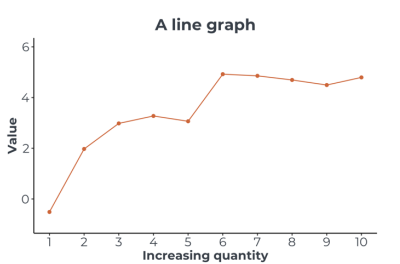 A line graph
6
4
2
0
Value
1 2 3 4 5 6 7 8 9 10
Increasing quantity